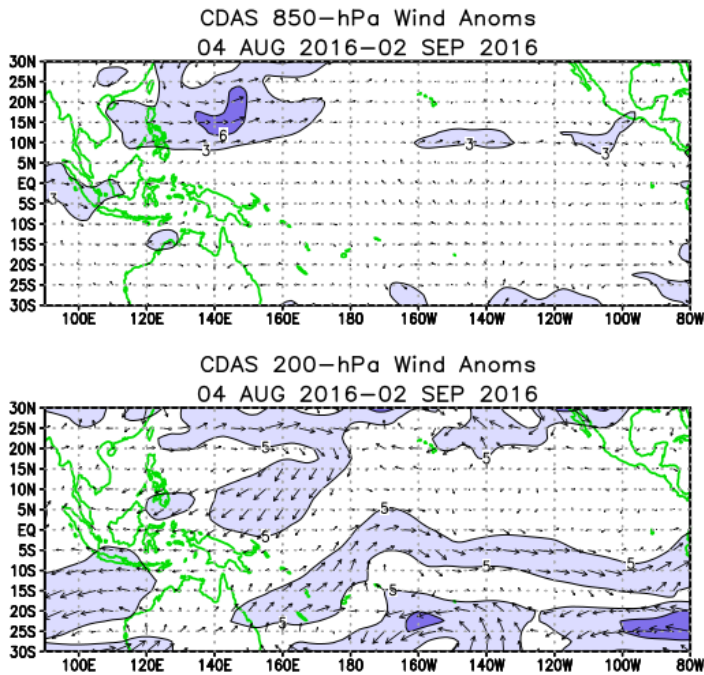 CDAS 850-hPa Wind Anoms
04 AUG 2016-02 SEP 2016
30N
25N
20N
15N
10N
5N
EQ
5S
10S
15S
20S
25S
30S
6
3
3
3
3
100E 120E 140E 160E 180 160W 140W 120W 100W 80W
CDAS 200-hPa Wind Anoms
04 AUG 2016-02 SEP 2016
30N
25N
20N
15N
10N
5N
EQ
5S
10S
15S
20S
25S
30S
5
5
5
5
5
5
5
5
100E 120E 140E 160E 180 160W 140W 120W 100W 80W